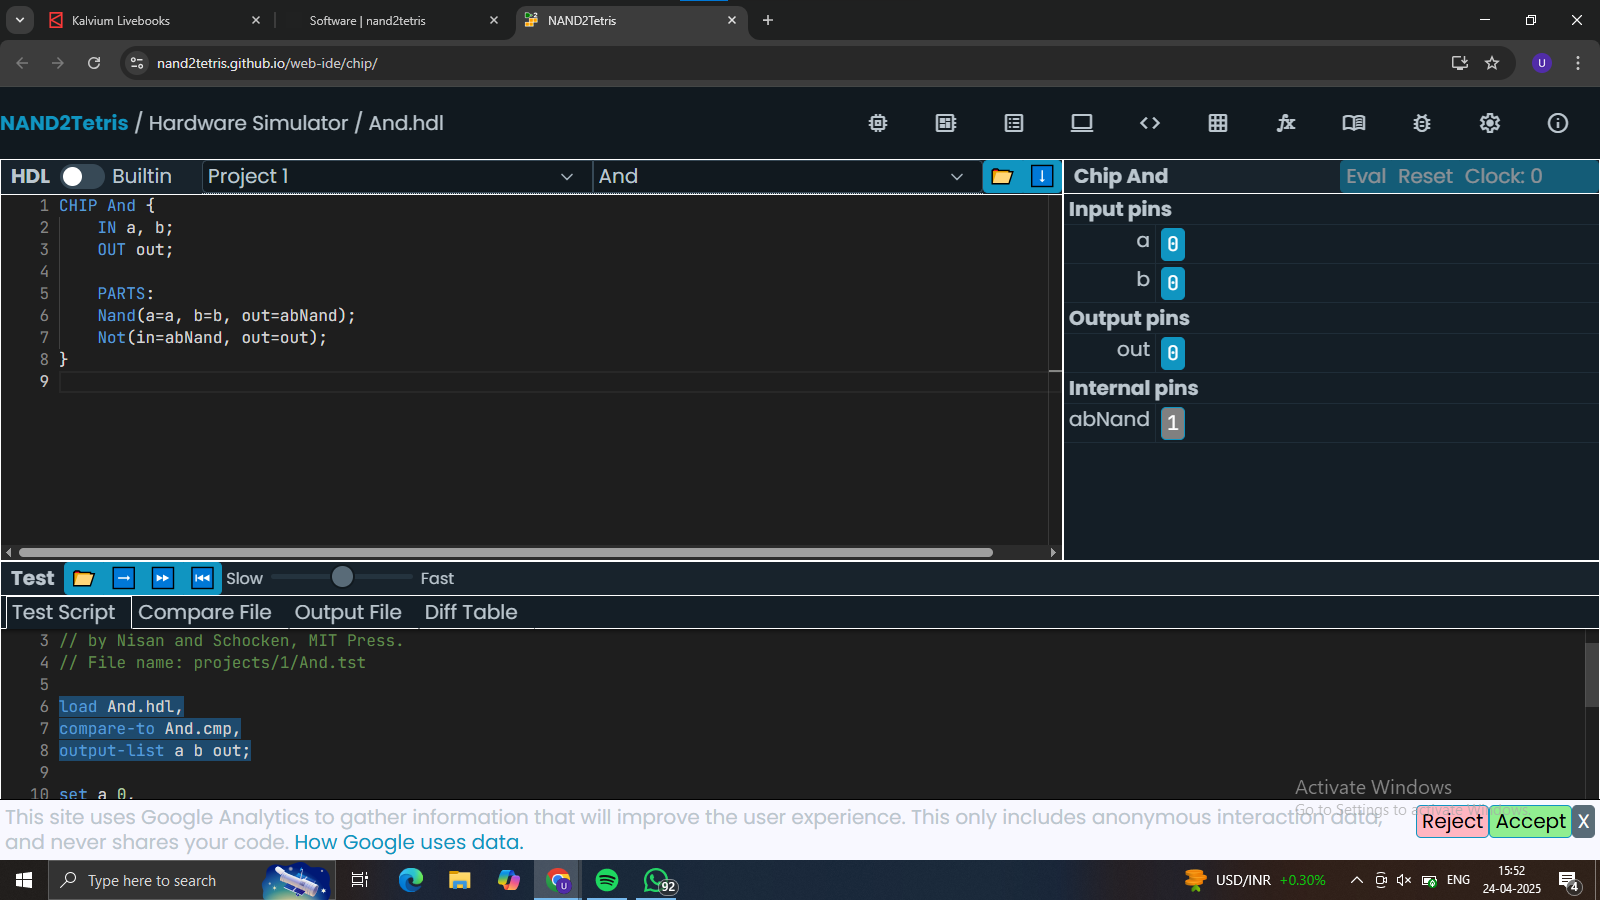 Kalvium Livebooks
Software | nand2tetris
NAND2Tetris
nand2tetris.github.io/web-ide/chip/
U
NAND2Tetris / Hardware Simulator / And.hdl
HDL Builtin Project 1 And
Chip And Eval Reset Clock: 0
1 CHIP And {
2 IN a, b;
3 OUT out;
4
5 PARTS:
6 Nand(a=a, b=b, out=abNand);
7 Not(in=abNand, out=out);
8 }
9
Input pins
a 0
b 0
Output pins
out 0
Internal pins
abNand 1
Test Slow Fast
Test Script Compare File Output File Diff Table
3 // by Nisan and Schocken, MIT Press.
4 // File name: projects/1/And.tst
5
6 load And.hdl,
7 compare-to And.cmp,
8 output-list a b out;
9
10 set a 0,
Activate Windows
Go to Settings to activate Windows.
This site uses Google Analytics to gather information that will improve the user experience. This only includes anonymous interaction data,
and never shares your code. How Google uses data.
Reject Accept X
Type here to search
U
92
USD/INR +0.30%
ENG
15:52
24-04-2025
4